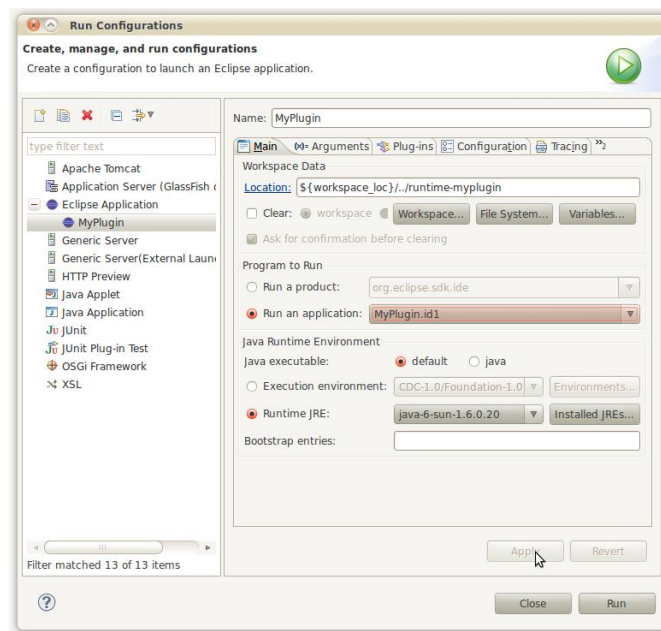 Run Configurations
Create, manage, and run configurations
Create a configuration to launch an Eclipse application.
type filter text
Apache Tomcat
Application Server (GlassFish
Eclipse Application
MyPlugin
Generic Server
Generic Server(External Laun
HTTP Preview
Java Applet
Java Application
JUnit
JUnit Plug-in Test
OSGi Framework
XSL
Filter matched 13 of 13 items
Name: MyPlugin
Main Arguments Plug-ins Configuration Tracing »2
Workspace Data
Location: ${workspace_loc}/../runtime-myplugin
Clear: workspace Workspace... File System... Variables...
Ask for confirmation before clearing
Program to Run
Run a product: org.eclipse.sdk.ide
Run an application: MyPlugin.id1
Java Runtime Environment
Java executable: default java
Execution environment: CDC-1.0/Foundation-1.0 Environments...
Runtime JRE: java-6-sun-1.6.0.20 Installed JREs...
Bootstrap entries:
Apply Revert
Close Run